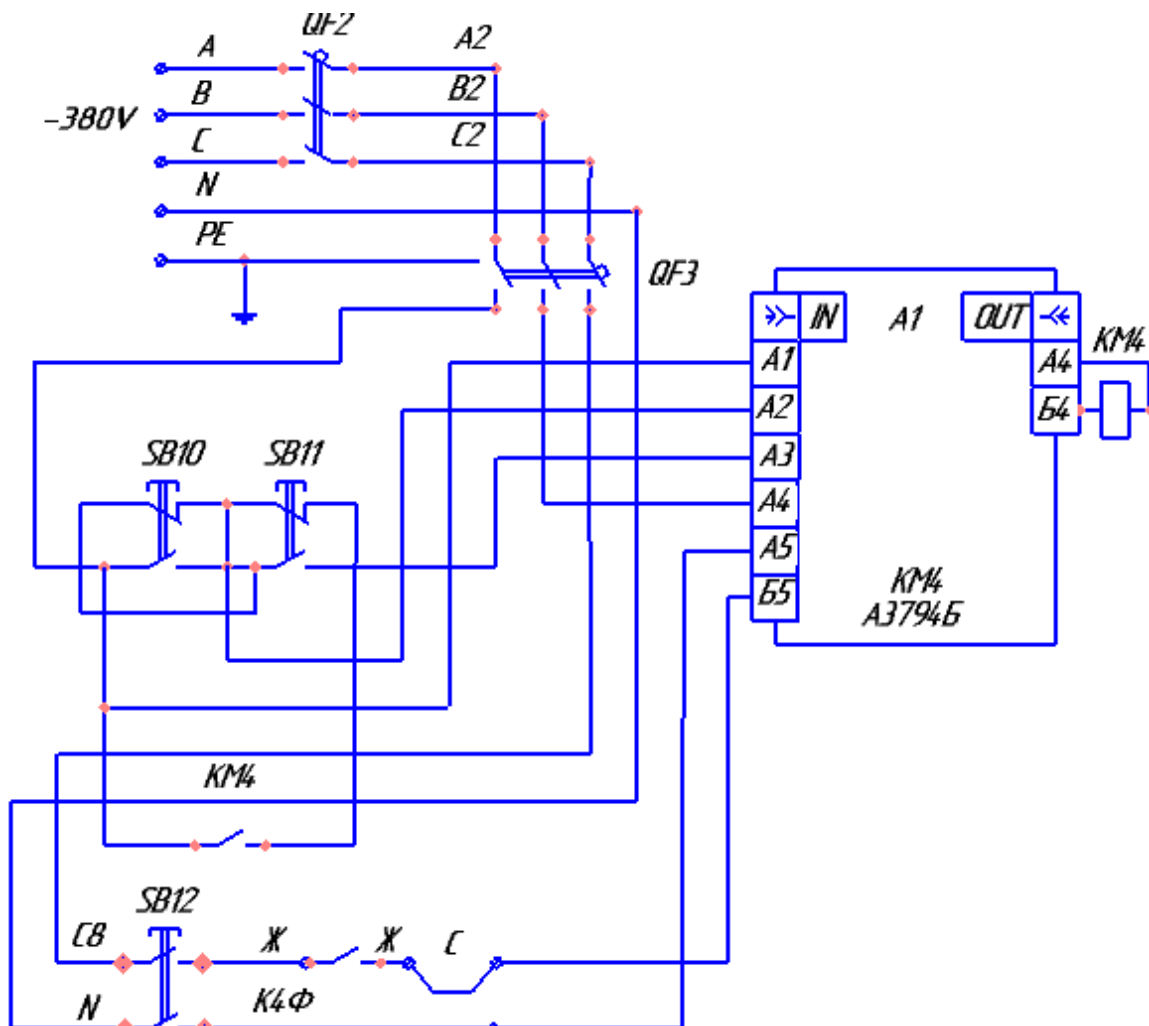 QF2
A
A2
B
B2
~380V
C
C2
N
PE
QF3
IN
A1
OUT
KM4
A1
A4
A2
Б4
SB10
SB11
A3
A4
A5
KM4
Б5
A3794Б
KM4
SB12
C8
Ж
Ж
C
N
K4Ф